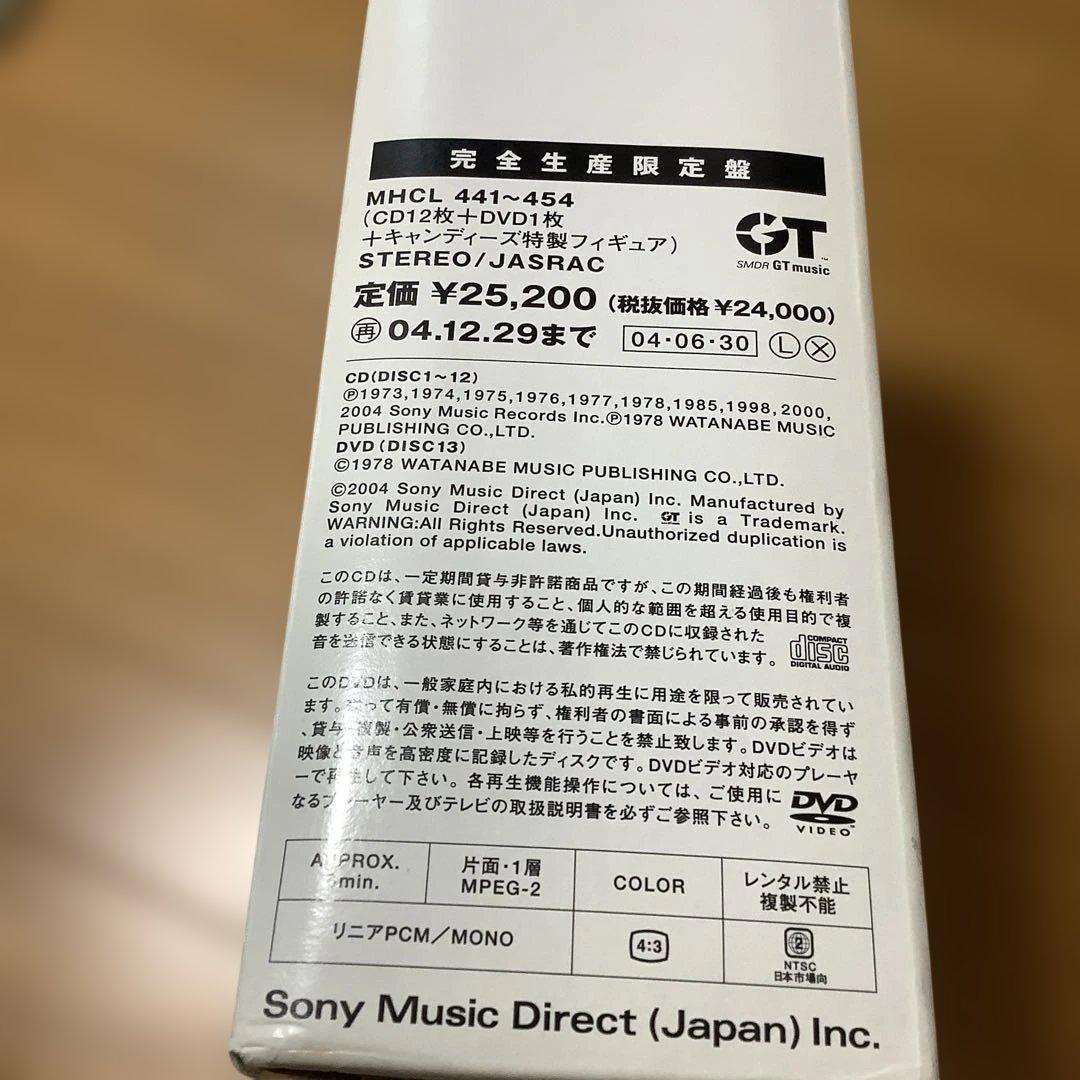 完全生産限定盤
MHCL 441～454
(CD12枚＋DVD1枚
＋キャンディーズ特製フィギュア)
STEREO/JASRAC
GT™
SMDR GT music
定価 ¥25,200 (税抜価格 ¥24,000)
再 04.12.29まで 04・06・30 Ⓛ Ⓧ
CD(DISC1～12)
Ⓟ1973,1974,1975,1976,1977,1978,1985,1998,2000,
2004 Sony Music Records Inc.Ⓟ1978 WATANABE MUSIC
PUBLISHING CO.,LTD.
DVD (DISC13)
©1978 WATANABE MUSIC PUBLISHING CO.,LTD.
©2004 Sony Music Direct (Japan) Inc. Manufactured by
Sony Music Direct (Japan) Inc. GT is a Trademark.
WARNING:All Rights Reserved.Unauthorized duplication is
a violation of applicable laws.
このCDは、一定期間貸与非許諾商品ですが、この期間経過後も権利者
の許諾なく賃貸業に使用すること、個人的な範囲を超える使用目的で複
製すること、また、ネットワーク等を通じてこのCDに収録された
音を送信できる状態にすることは、著作権法で禁じられています。
COMPACT
disc
DIGITAL AUDIO
このDVDは、一般家庭内における私的再生に用途を限って販売されてい
ます。従って有償・無償に拘らず、権利者の書面による事前の承認を得ず
、貸与・複製・公衆送信・上映等を行うことを禁止致します。DVDビデオは
映像と音声を高密度に記録したディスクです。DVDビデオ対応のプレーヤ
ーで再生して下さい。各再生機能操作については、ご使用に
なるプレーヤー及びテレビの取扱説明書を必ずご参照下さい。
DVD
VIDEO™
APPROX.
min.
片面・1層
MPEG-2
COLOR
レンタル禁止
複製不能
リニアPCM／MONO
4:3
2
NTSC
日本市場向
Sony Music Direct (Japan) Inc.